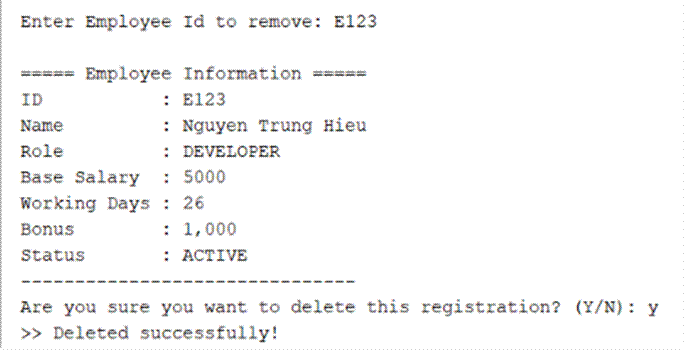 Enter Employee Id to remove: E123
===== Employee Information =====
ID             : E123
Name           : Nguyen Trung Hieu
Role           : DEVELOPER
Base Salary  : 5000
Working Days : 26
Bonus          : 1,000
Status         : ACTIVE
-------------------------------
Are you sure you want to delete this registration? (Y/N): y
>> Deleted successfully!